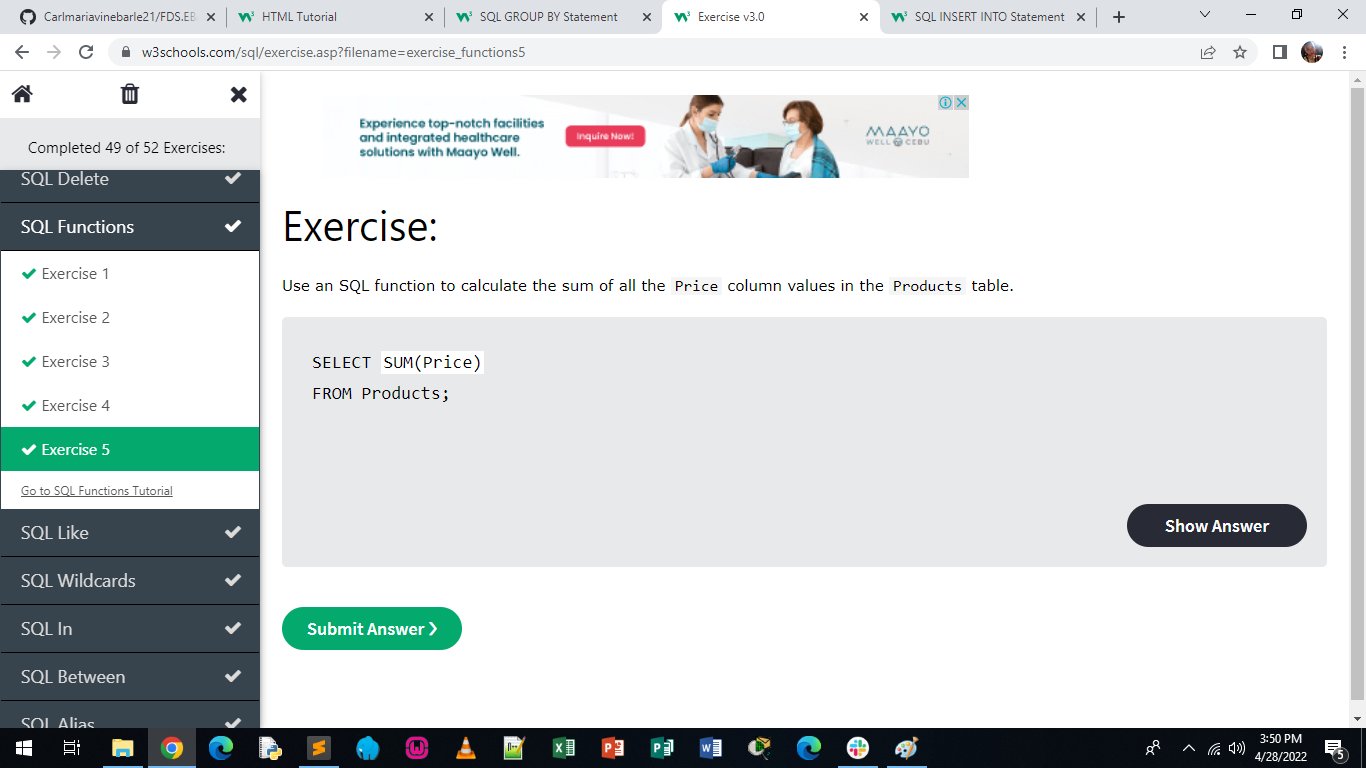 Carlmariavinebarle21/FDS.EB
HTML Tutorial
SQL GROUP BY Statement
Exercise v3.0
SQL INSERT INTO Statement
w3schools.com/sql/exercise.asp?filename=exercise_functions5
Completed 49 of 52 Exercises:
SQL Delete
SQL Functions
Exercise 1
Exercise 2
Exercise 3
Exercise 4
Exercise 5
Go to SQL Functions Tutorial
SQL Like
SQL Wildcards
SQL In
SQL Between
SQL Alias
Experience top-notch facilities
and integrated healthcare
solutions with Maayo Well.
Inquire Now!
MAAYO
WELL CEBU
Exercise:
Use an SQL function to calculate the sum of all the Price column values in the Products table.
SELECT SUM(Price)
FROM Products;
Show Answer
Submit Answer ❯
3:50 PM
4/28/2022
5